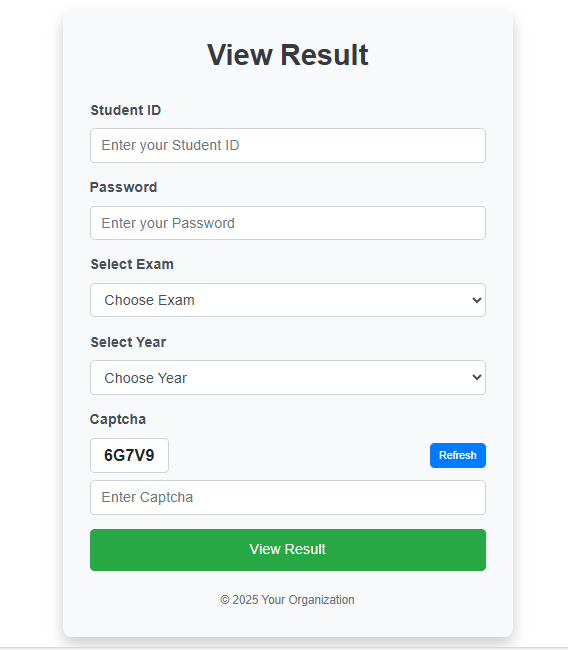 View Result
Student ID
Enter your Student ID
Password
Enter your Password
Select Exam
Choose Exam
Select Year
Choose Year
Captcha
6G7V9
Refresh
Enter Captcha
View Result
© 2025 Your Organization